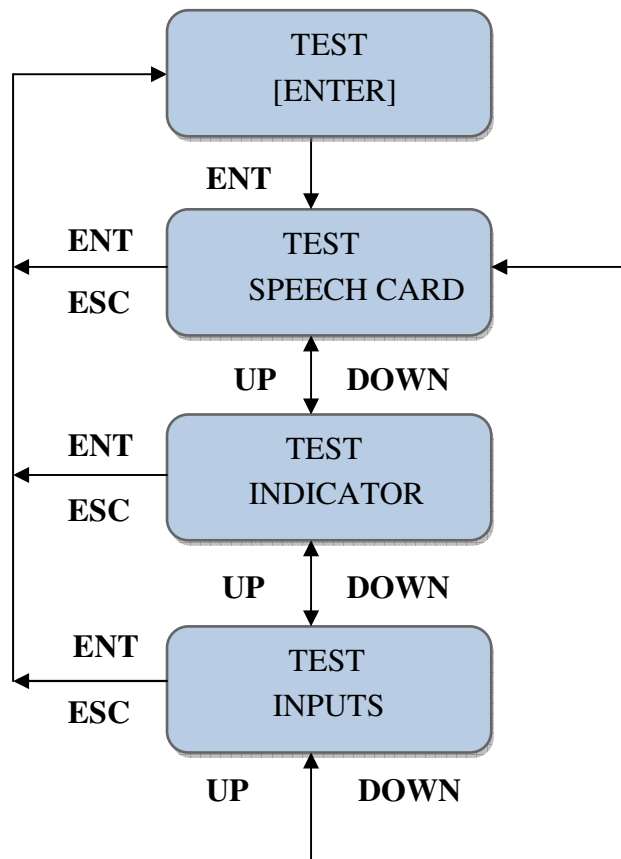 TEST
[ENTER]
ENT
TEST
SPEECH CARD
ENT
ESC
UP DOWN
TEST
INDICATOR
ENT
ESC
UP DOWN
TEST
INPUTS
ENT
ESC
UP DOWN